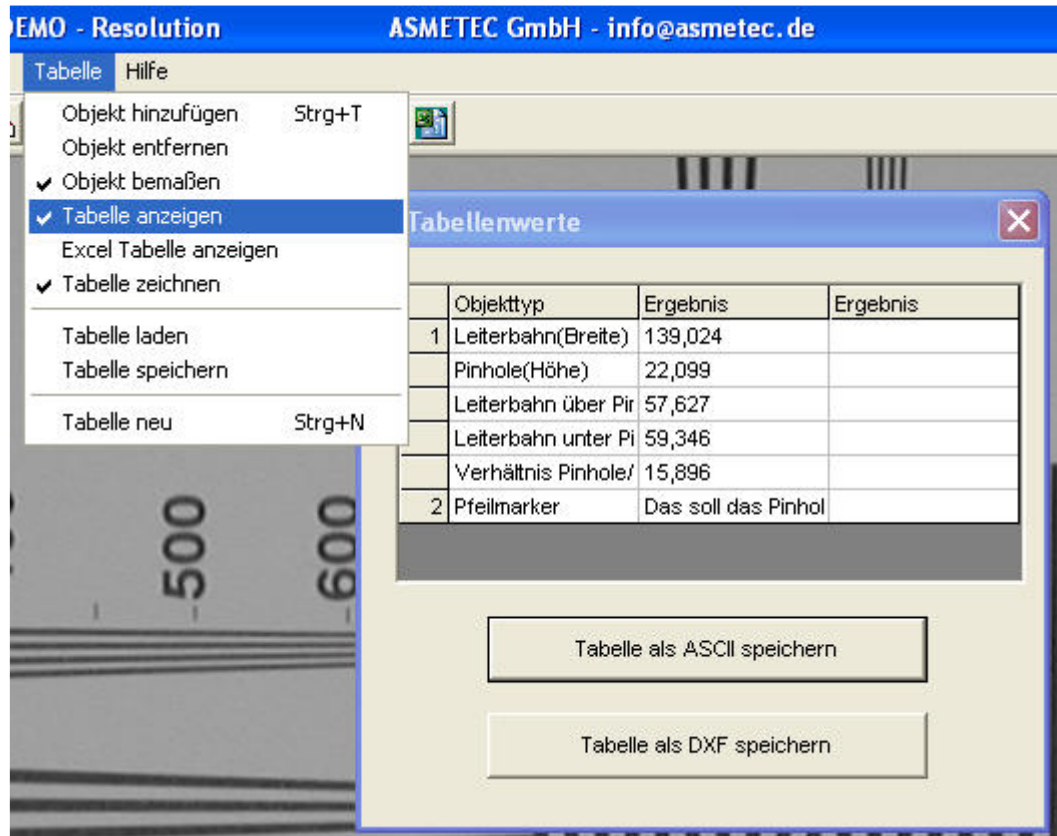 DEMO - Resolution ASMETEC GmbH - info@asmetec.de
Tabelle Hilfe
Objekt hinzufügen Strg+T
Objekt entfernen
Objekt bemaßen
Tabelle anzeigen
Excel Tabelle anzeigen
Tabelle zeichnen
Tabelle laden
Tabelle speichern
Tabelle neu Strg+N
Tabellenwerte
Objekttyp Ergebnis Ergebnis
1 Leiterbahn(Breite) 139,024
Pinhole(Höhe) 22,099
Leiterbahn über Pir 57,627
Leiterbahn unter Pi 59,346
Verhältnis Pinhole/ 15,896
2 Pfeilmarker Das soll das Pinhol
500
600
Tabelle als ASCII speichern
Tabelle als DXF speichern